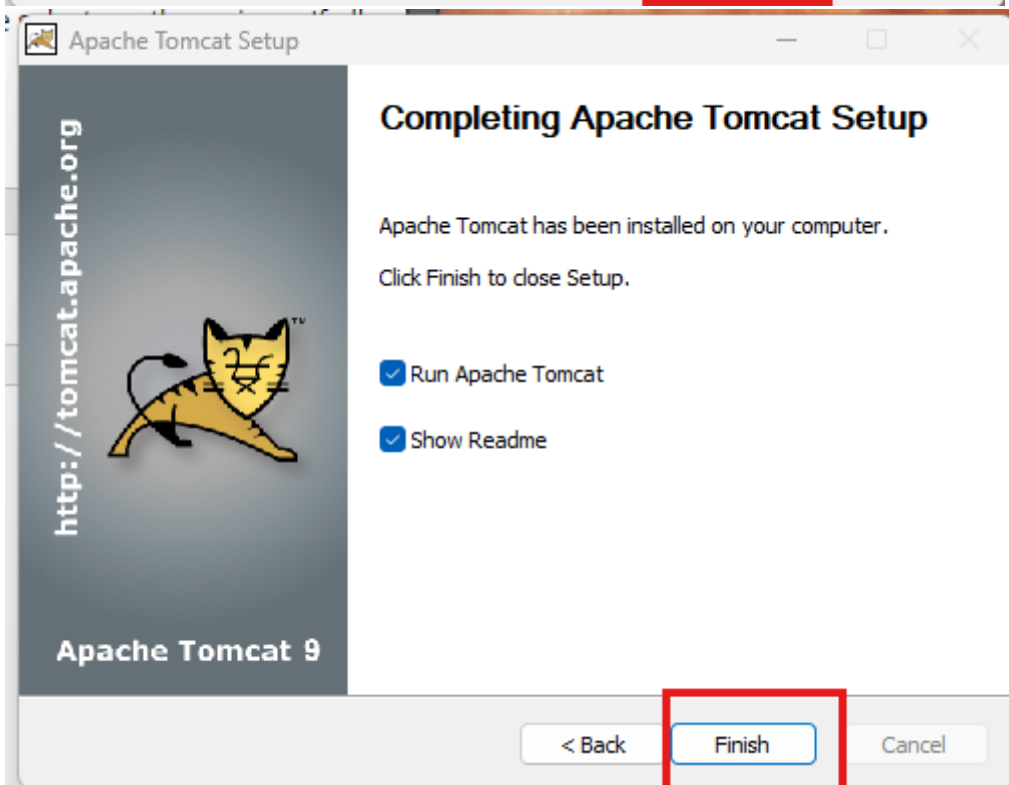 Apache Tomcat Setup
http://tomcat.apache.org
Completing Apache Tomcat Setup
Apache Tomcat has been installed on your computer.
Click Finish to close Setup.
Run Apache Tomcat
Show Readme
TM
Apache Tomcat 9
< Back
Finish
Cancel